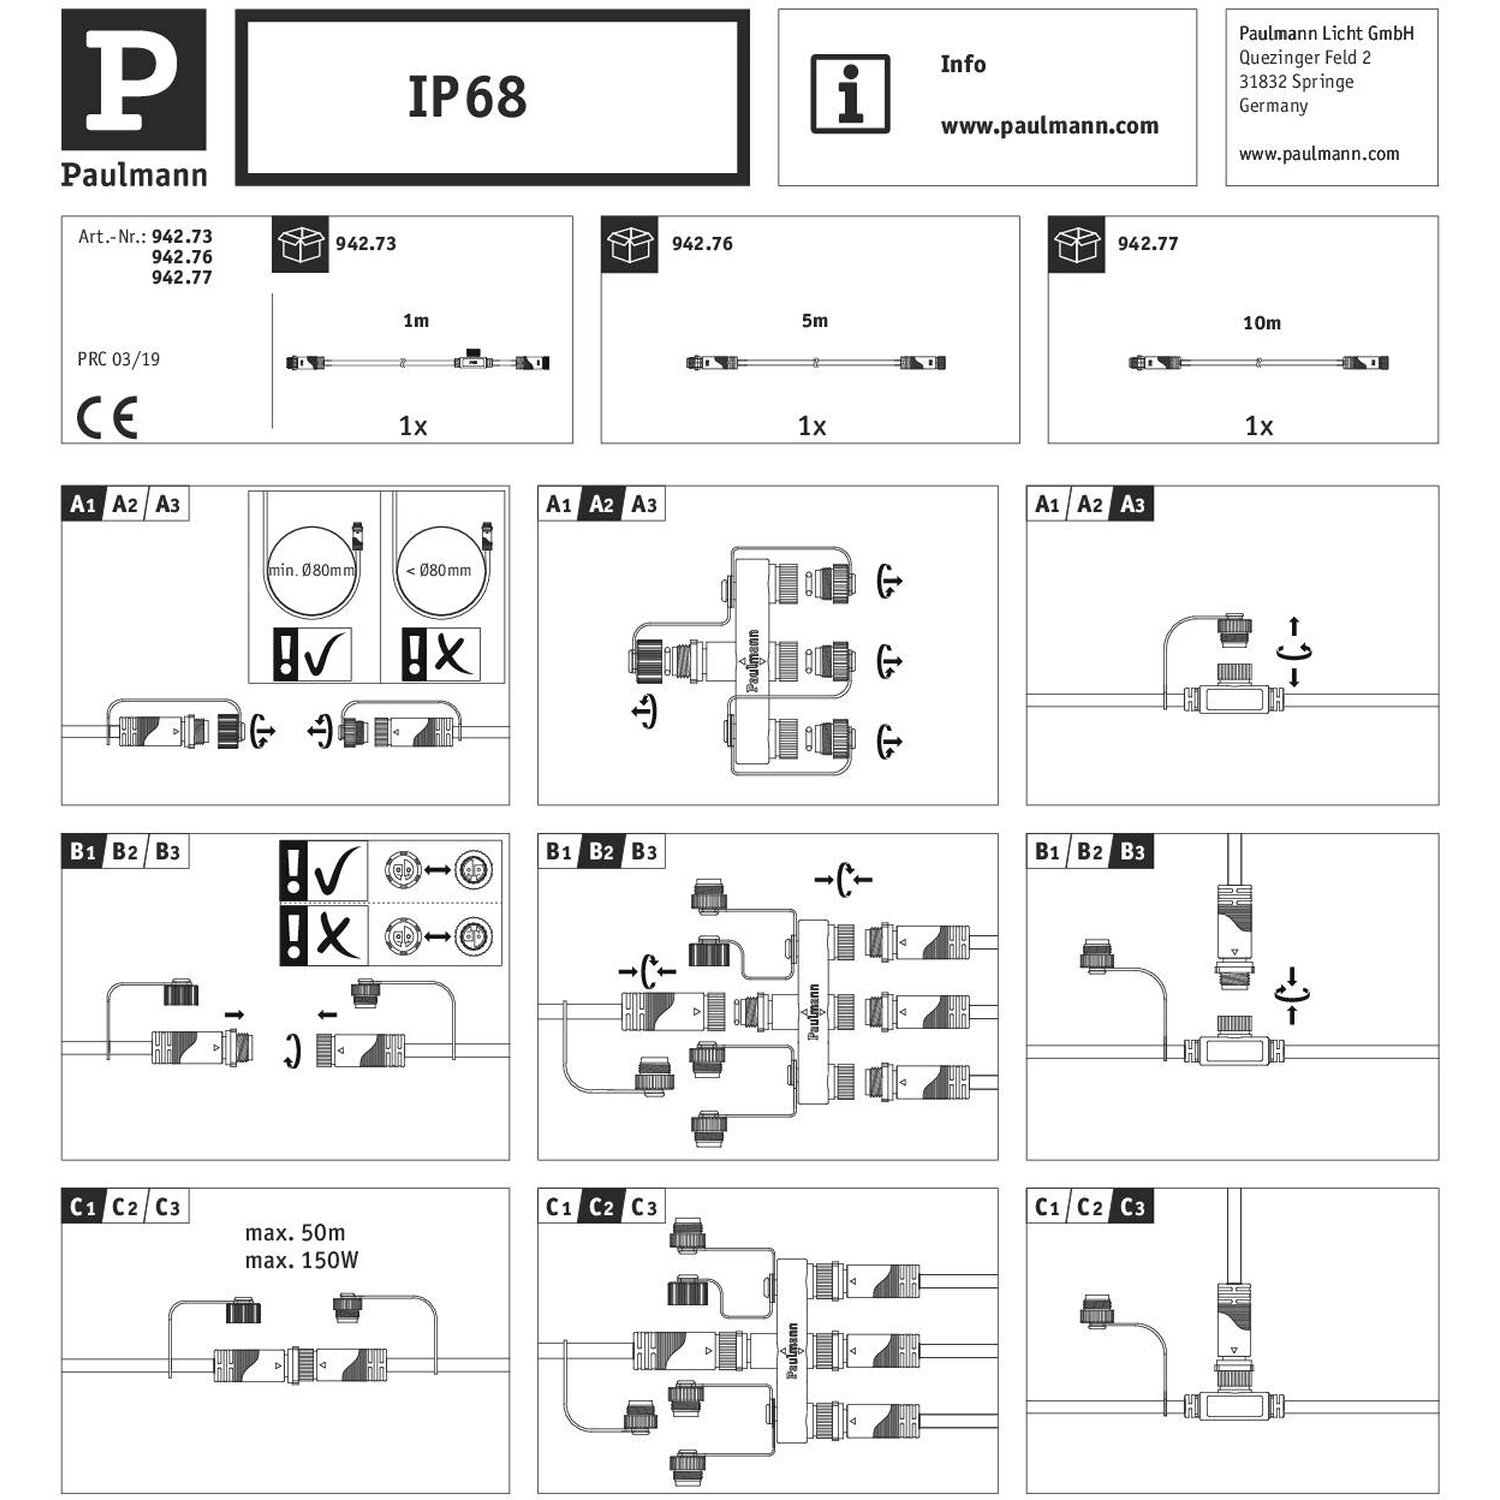 P
Paulmann
IP68
i
Info
www.paulmann.com
Paulmann Licht GmbH
Quezinger Feld 2
31832 Springe
Germany
www.paulmann.com
Art.-Nr.: 942.73
942.76
942.77
PRC 03/19
CE
942.73
1m
1x
942.76
5m
1x
942.77
10m
1x
A1 A2 A3
min. Ø80mm
< Ø80mm
! ✓
! X
A1 A2 A3
Paulmann
A1 A2 A3
B1 B2 B3
! ✓
! X
B1 B2 B3
Paulmann
B1 B2 B3
C1 C2 C3
max. 50m
max. 150W
C1 C2 C3
Paulmann
C1 C2 C3